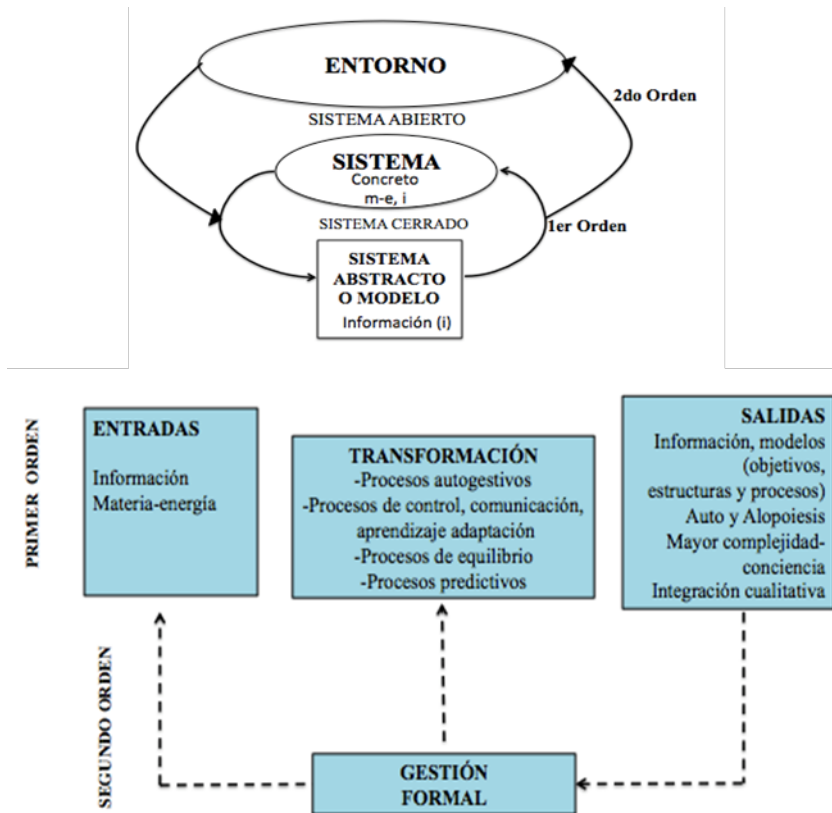 ENTORNO
2do Orden
SISTEMA ABIERTO
SISTEMA
Concreto
m-e, i
SISTEMA CERRADO
1er Orden
SISTEMA
ABSTRACTO
O MODELO
Información (i)
PRIMER ORDEN
ENTRADAS
Información
Materia-energía
TRANSFORMACIÓN
-Procesos autogestivos
-Procesos de control, comunicación,
aprendizaje adaptación
-Procesos de equilibrio
-Procesos predictivos
SALIDAS
Información, modelos
(objetivos,
estructuras y procesos)
Auto y Alopoiesis
Mayor complejidad-
conciencia
Integración cualitativa
SEGUNDO ORDEN
GESTIÓN
FORMAL